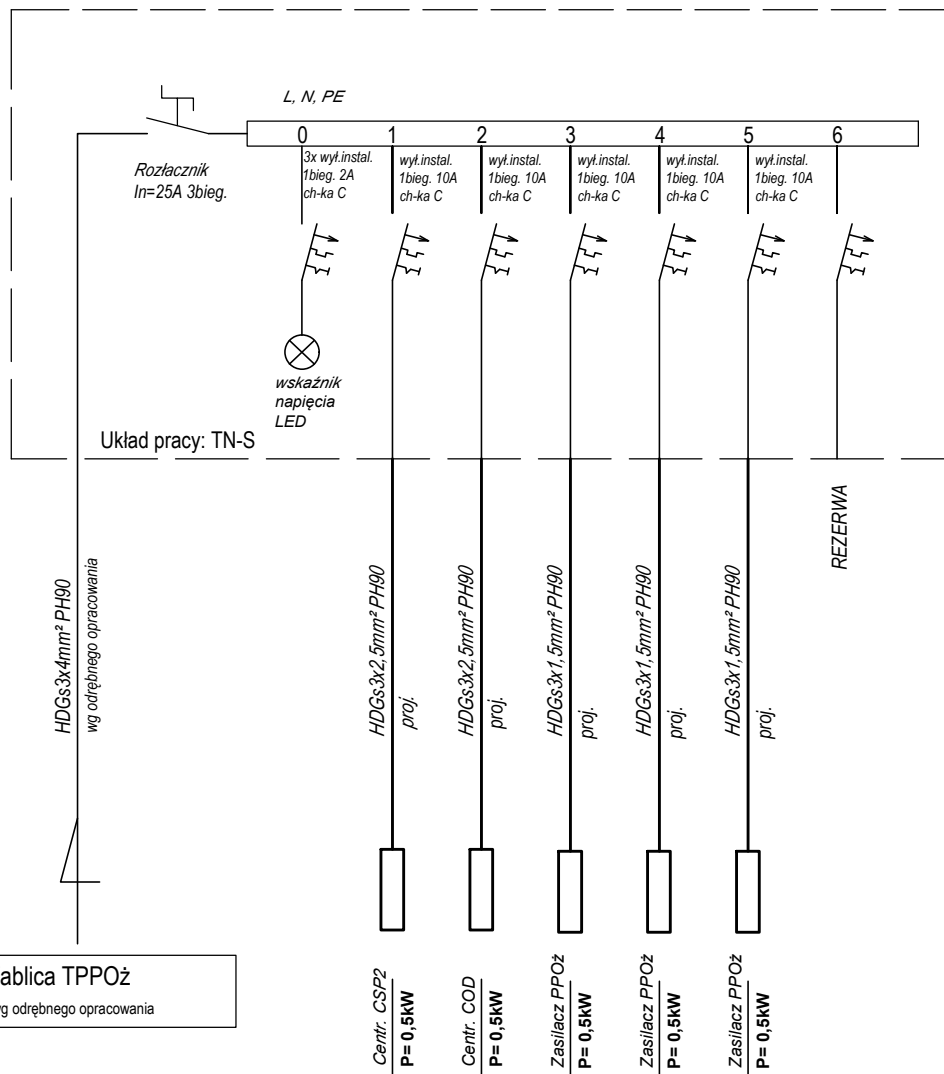 L, N, PE
0 1 2 3 4 5 6
Rozłacznik
In=25A 3bieg.
3x wył.instal.
1bieg. 2A
ch-ka C
wył.instal.
1bieg. 10A
ch-ka C
wył.instal.
1bieg. 10A
ch-ka C
wył.instal.
1bieg. 10A
ch-ka C
wył.instal.
1bieg. 10A
ch-ka C
wył.instal.
1bieg. 10A
ch-ka C
wskaźnik
napięcia
LED
Układ pracy: TN-S
HDGs3x4mm² PH90
wg odrębnego opracowania
HDGs3x2,5mm² PH90
proj.
HDGs3x2,5mm² PH90
proj.
HDGs3x1,5mm² PH90
proj.
HDGs3x1,5mm² PH90
proj.
HDGs3x1,5mm² PH90
proj.
REZERWA
ablica TPPOż
g odrębnego opracowania
Centr. CSP2
P= 0,5kW
Centr. COD
P= 0,5kW
Zasilacz PPOż
P= 0,5kW
Zasilacz PPOż
P= 0,5kW
Zasilacz PPOż
P= 0,5kW